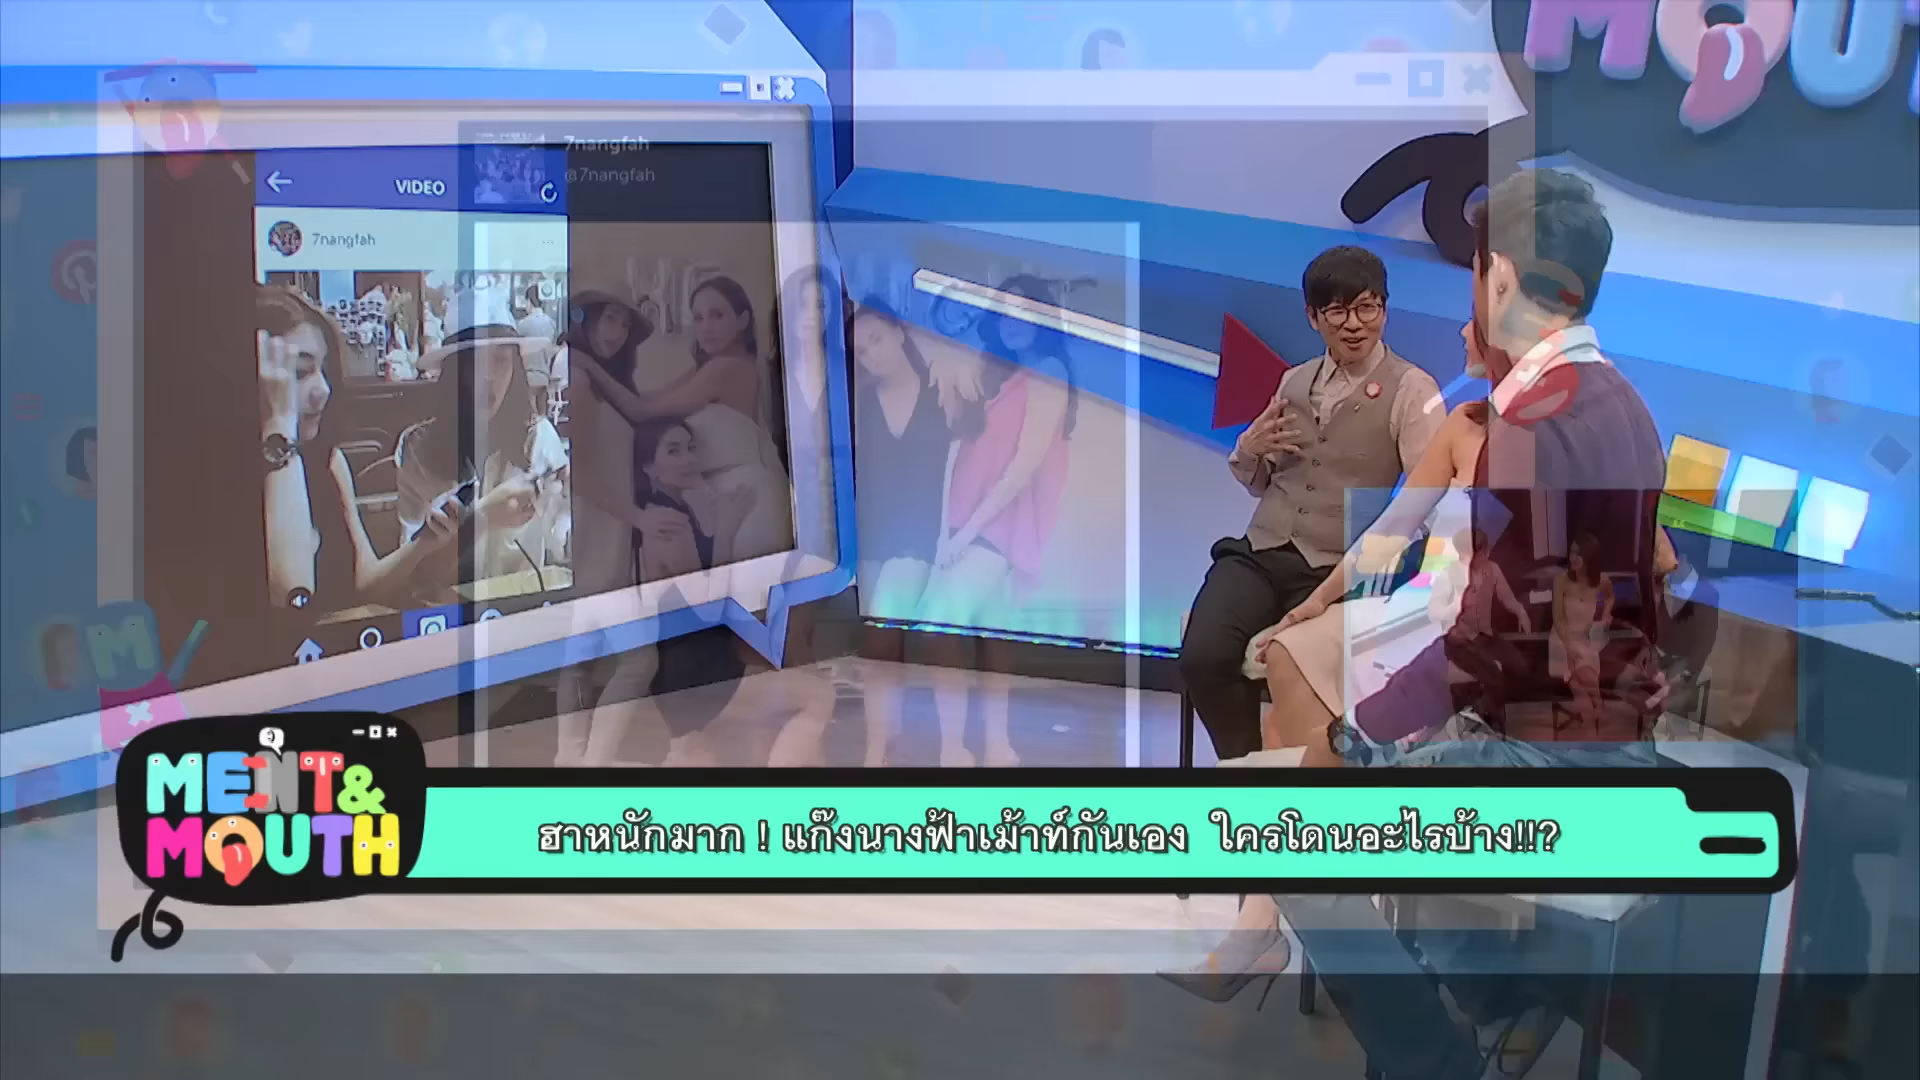 MOU
7nangfah
@7nangfah
VIDEO
7nangfah
M
MENT&
MOUTH
ฮาหนักมาก ! แก๊งนางฟ้าเม้าท์กันเอง ใครโดนอะไรบ้าง!!?